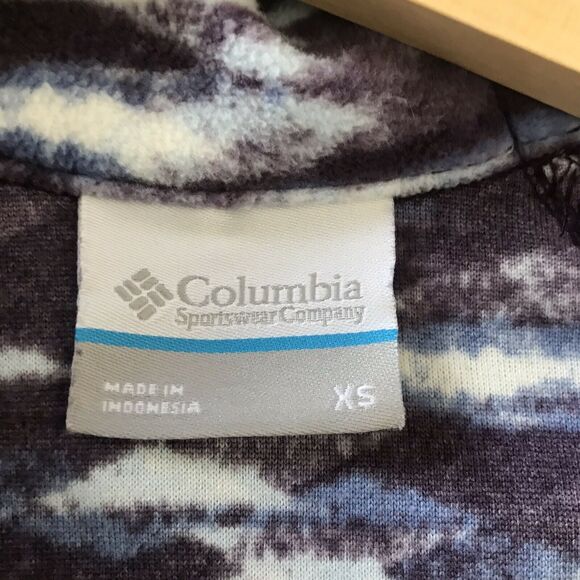 Columbia
Sportswear Company
MADE IN
INDONESIA
XS